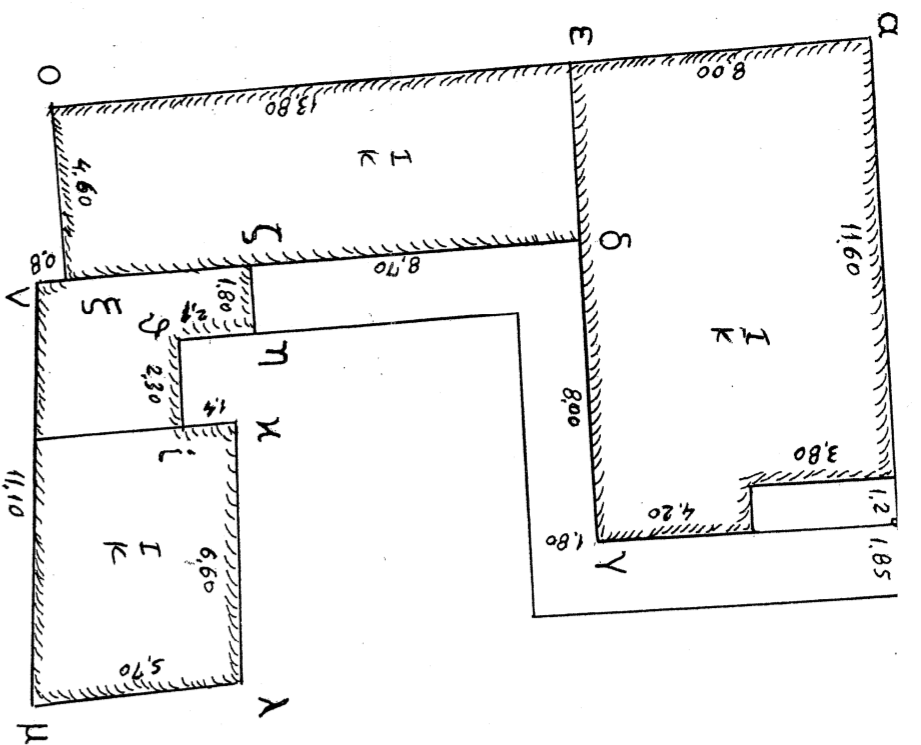 α
8,00
ε
13,80
ο
11,60
Ι Κ
Ι.Κ
3,80
1,2
1,85
4,20
γ
1,80
δ
8,00
8,70
ζ
4,60
0,8
ν
ξ
1,80
η
2,30
1,4
κ
i
11,10
Ι Κ
6,60
5,70
λ
μ